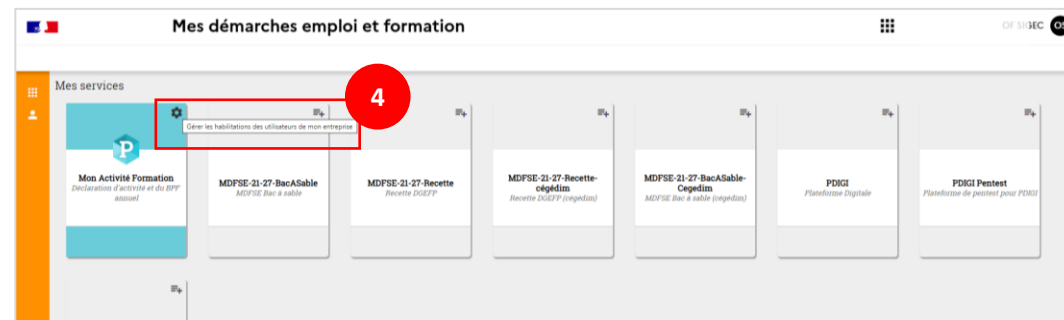 Mes démarches emploi et formation
OF SIGEC OS
Mes services
4
Gérer les habilitations des utilisateurs de mon entreprise
P
Mon Activité Formation
Déclaration d'activité et du BPF
annuel
MDFSE-21-27-BacASable
MDFSE Bac à sable
MDFSE-21-27-Recette
Recette DGEFP
MDFSE-21-27-Recette-
cégédim
Recette DGEFP (cegedim)
MDFSE-21-27-BacASable-
Cegedim
MDFSE Bac à sable (cégédim)
PDIGI
Plateforme Digitale
PDIGI Pentest
Plateforme de pentest pour PDIGI